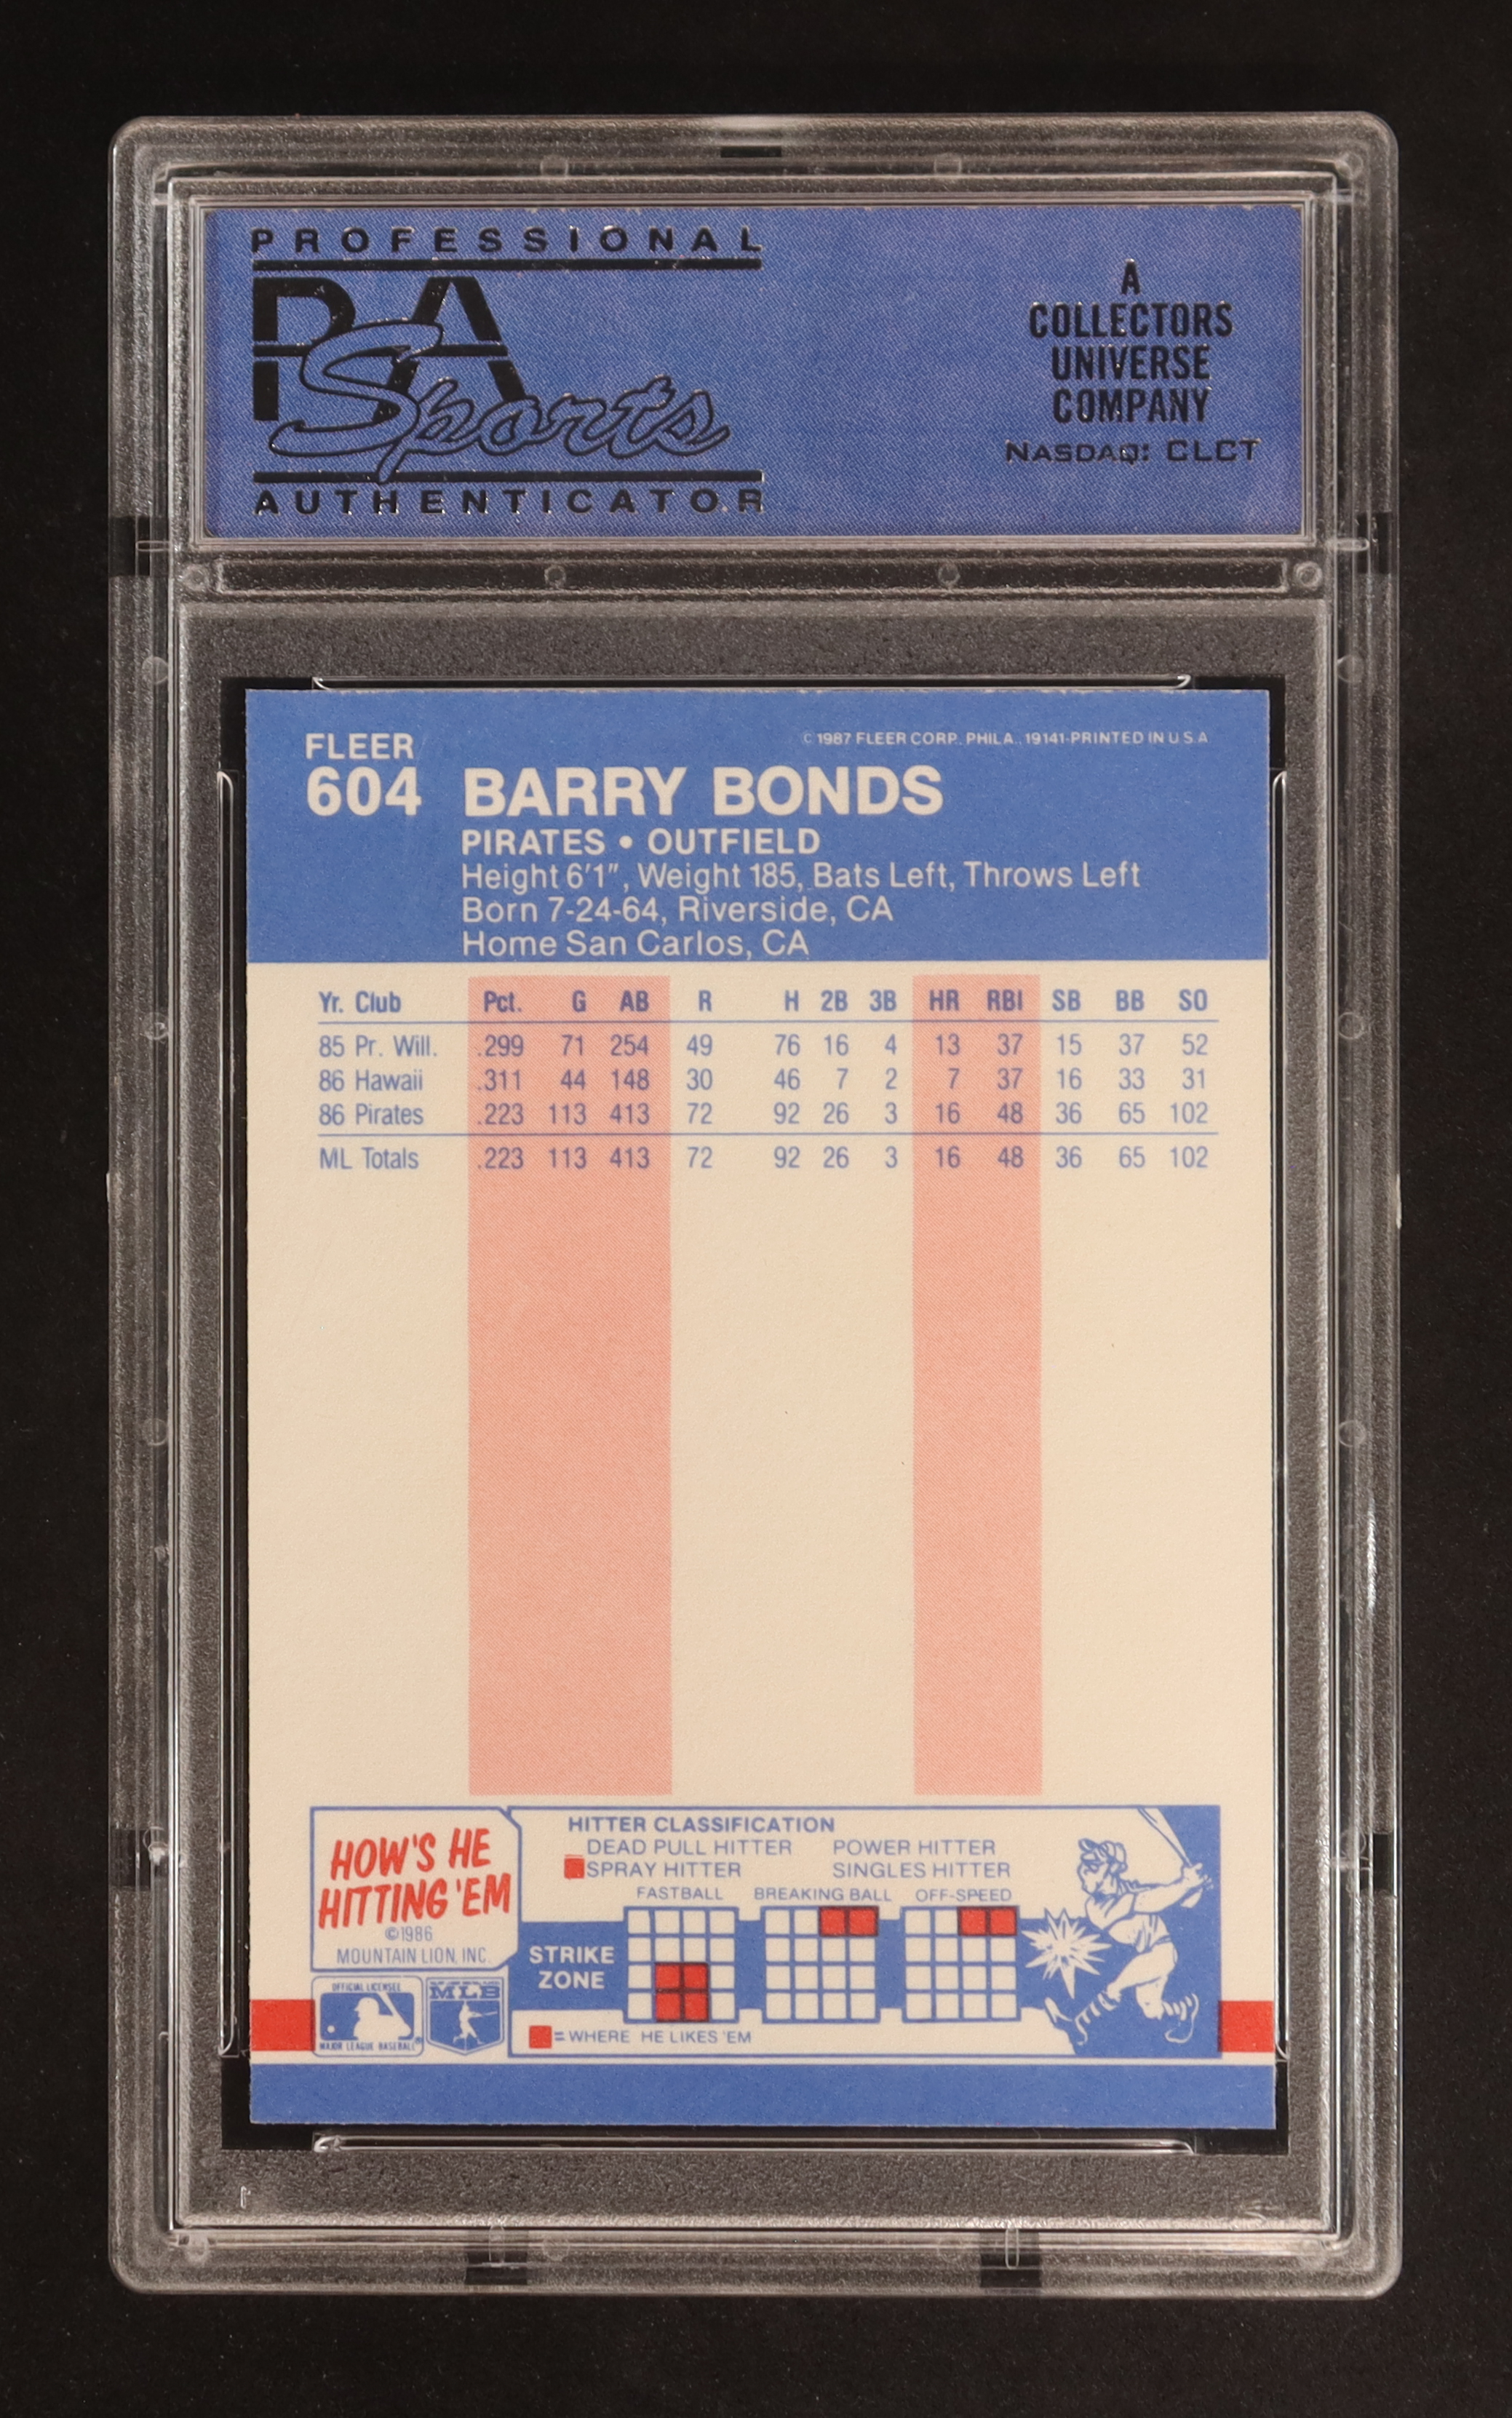 PROFESSIONAL
PSA
Sports
AUTHENTICATOR
A
COLLECTORS
UNIVERSE
COMPANY
NASDAQ: CLCT
FLEER
604
© 1987 FLEER CORP. PHILA., 19141-PRINTED IN U.S.A.
BARRY BONDS
PIRATES • OUTFIELD
Height 6'1", Weight 185, Bats Left, Throws Left
Born 7-24-64, Riverside, CA
Home San Carlos, CA
Yr. Club Pct. G AB R H 2B 3B HR RBI SB BB SO
85 Pr. Will. .299 71 254 49 76 16 4 13 37 15 37 52
86 Hawaii .311 44 148 30 46 7 2 7 37 16 33 31
86 Pirates .223 113 413 72 92 26 3 16 48 36 65 102
ML Totals .223 113 413 72 92 26 3 16 48 36 65 102
HOW'S HE
HITTING 'EM
©1986
MOUNTAIN LION, INC.
HITTER CLASSIFICATION
DEAD PULL HITTER POWER HITTER
SPRAY HITTER SINGLES HITTER
FASTBALL BREAKING BALL OFF-SPEED
STRIKE
ZONE
= WHERE HE LIKES 'EM
OFFICIAL LICENSEE
MAJOR LEAGUE BASEBALL
MLB